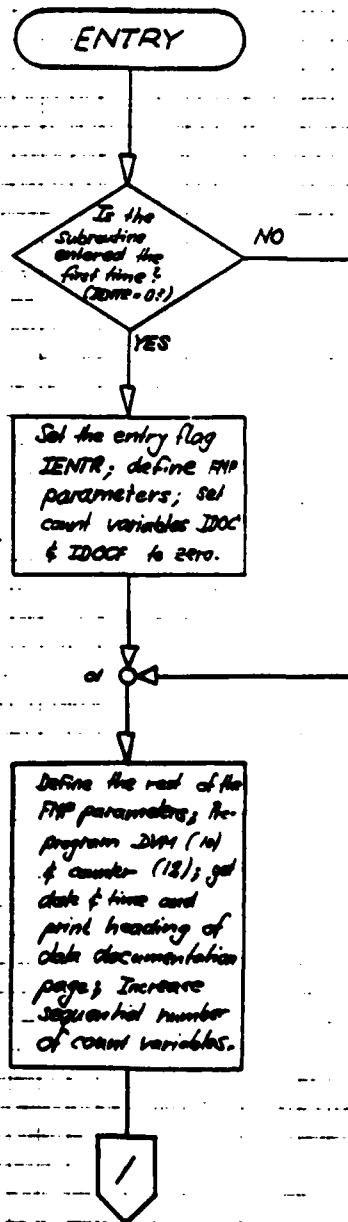 ENTRY
Is the
subroutine
entered the
first time?
NO
YES
Set the entry flag
IENTR; define FMP
parameters; set
count variables IDOC
& IDOCF to zero.
Define the rest of the
FMP parameters; Re-
program DVM (10)
& counter (12); get
date & time and
print heading of
data documentation
page; Increase
sequential number
of count variables.
1